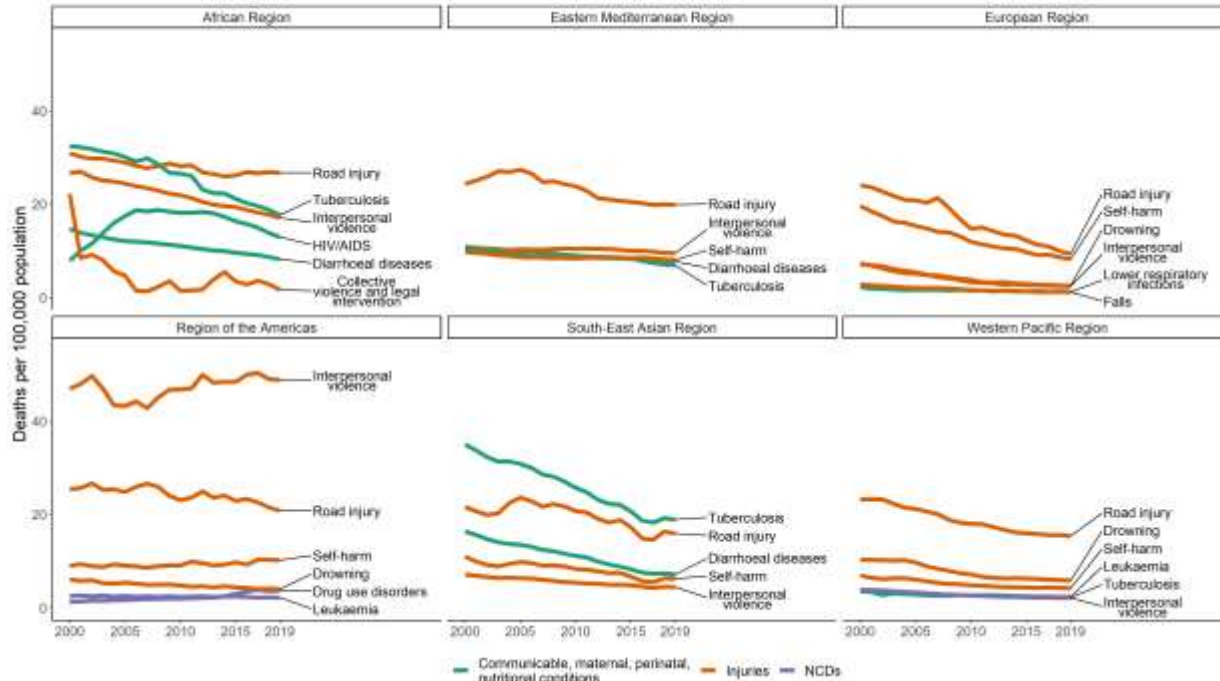 African Region
Eastern Mediterranean Region
European Region
Deaths per 100,000 population
40
20
0
Road injury
Tuberculosis
Interpersonal
violence
HIV/AIDS
Diarrhoeal diseases
Collective
violence and legal
intervention
Road injury
Interpersonal
violence
Self-harm
Diarrhoeal diseases
Tuberculosis
Road injury
Self-harm
Drowning
Interpersonal
violence
Lower respiratory
infections
Falls
Region of the Americas
South-East Asian Region
Western Pacific Region
40
20
0
Interpersonal
violence
Road injury
Self-harm
Drowning
Drug use disorders
Leukaemia
Tuberculosis
Road injury
Diarrhoeal diseases
Self-harm
Interpersonal
violence
Road injury
Drowning
Self-harm
Leukaemia
Tuberculosis
Interpersonal
violence
2000 2005 2010 2015 2019
2000 2005 2010 2015 2019
2000 2005 2010 2015 2019
Communicable, maternal, perinatal,
nutritional conditions
Injuries
NCDs